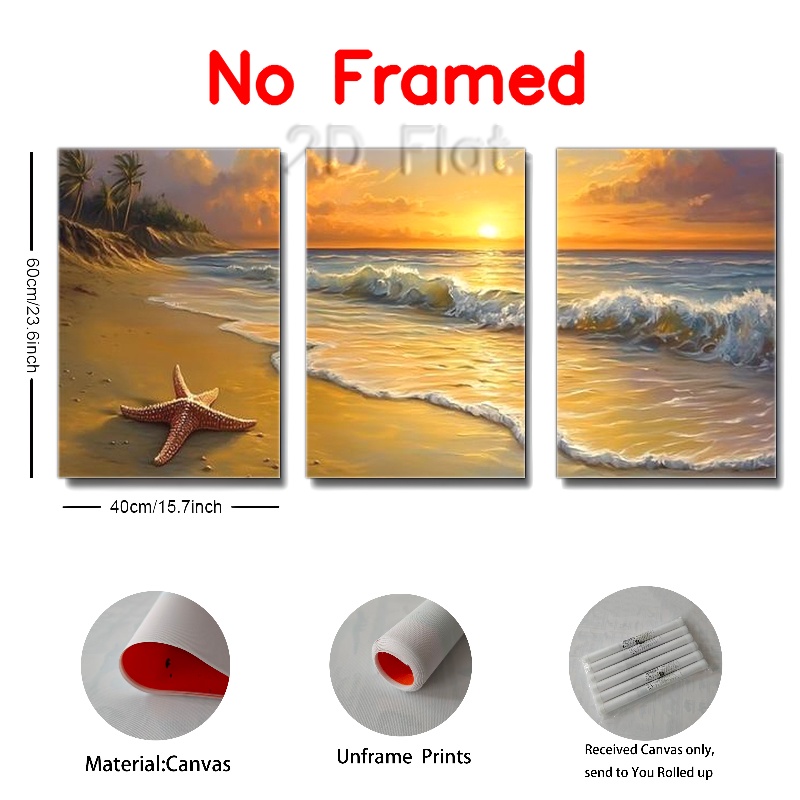 No Framed
2D Flat
60cm/23.6inch
40cm/15.7inch
Material:Canvas
Unframe Prints
Received Canvas only,
send to You Rolled up